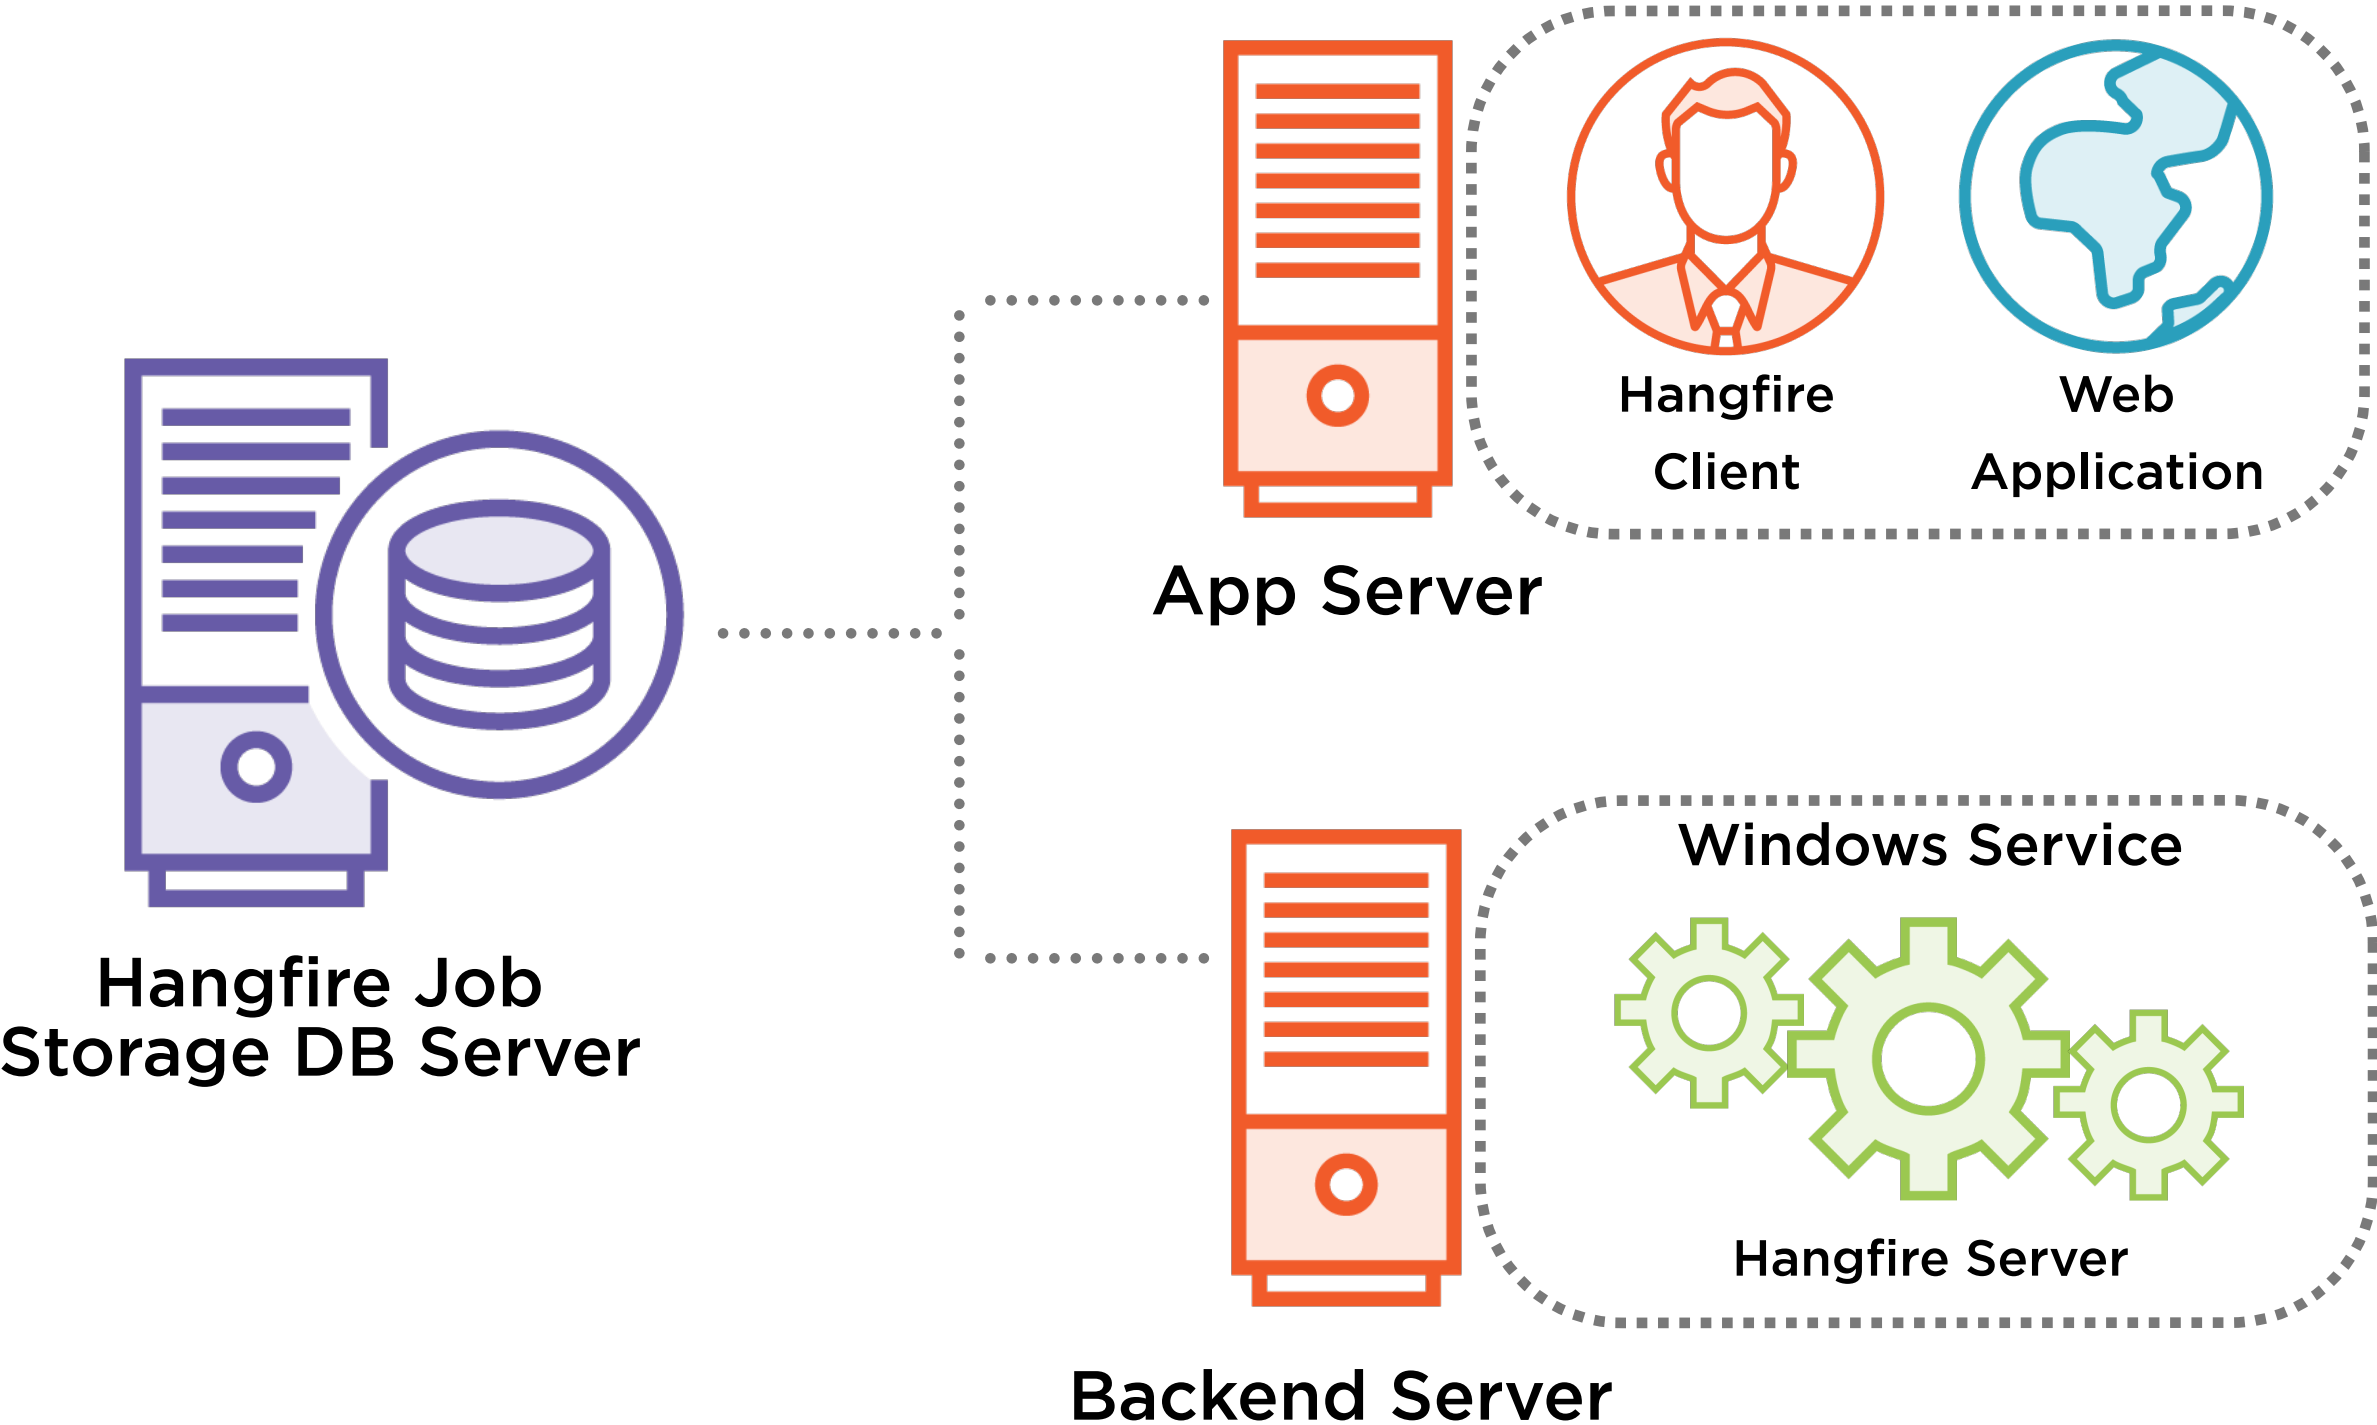 Hangfire
Client
Web
Application
App Server
Hangfire Job
Storage DB Server
Windows Service
Hangfire Server
Backend Server